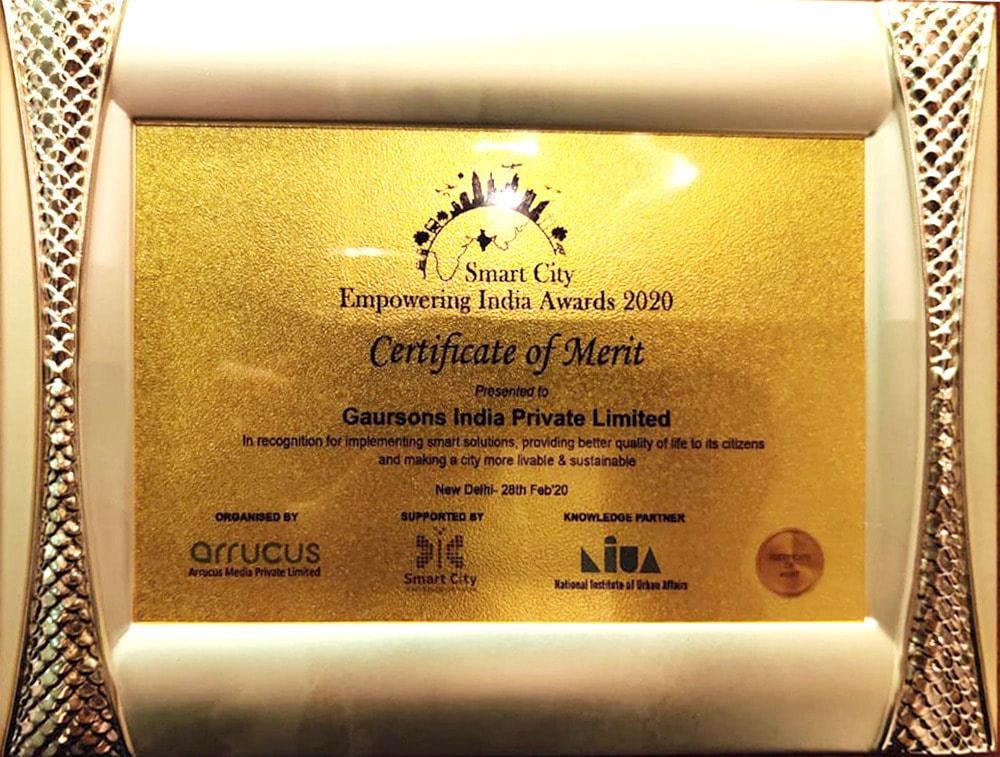 Smart City
Empowering India Awards 2020
Certificate of Merit
Presented to
Gaursons India Private Limited
In recognition for implementing smart solutions, providing better quality of life to its citizens
and making a city more livable & sustainable
New Delhi- 28th Feb'20
ORGANISED BY
SUPPORTED BY
KNOWLEDGE PARTNER
arrucus
Arrucus Media Private Limited
Smart City
NIUA
National Institute of Urban Affairs